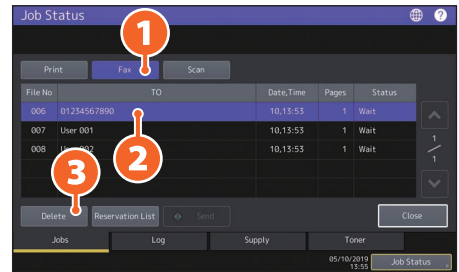 Job Status ?
1
Print Fax Scan
File No TO Date,Time Pages Status
006 01234567890 10,13:53 1 Wait
007 User 001 10,13:53 1 Wait
008 User 002 10,13:53 1 Wait
1
/
1
2
3
Delete Reservation List Send Close
Jobs Log Supply Toner
05/10/2019
13:55 Job Status